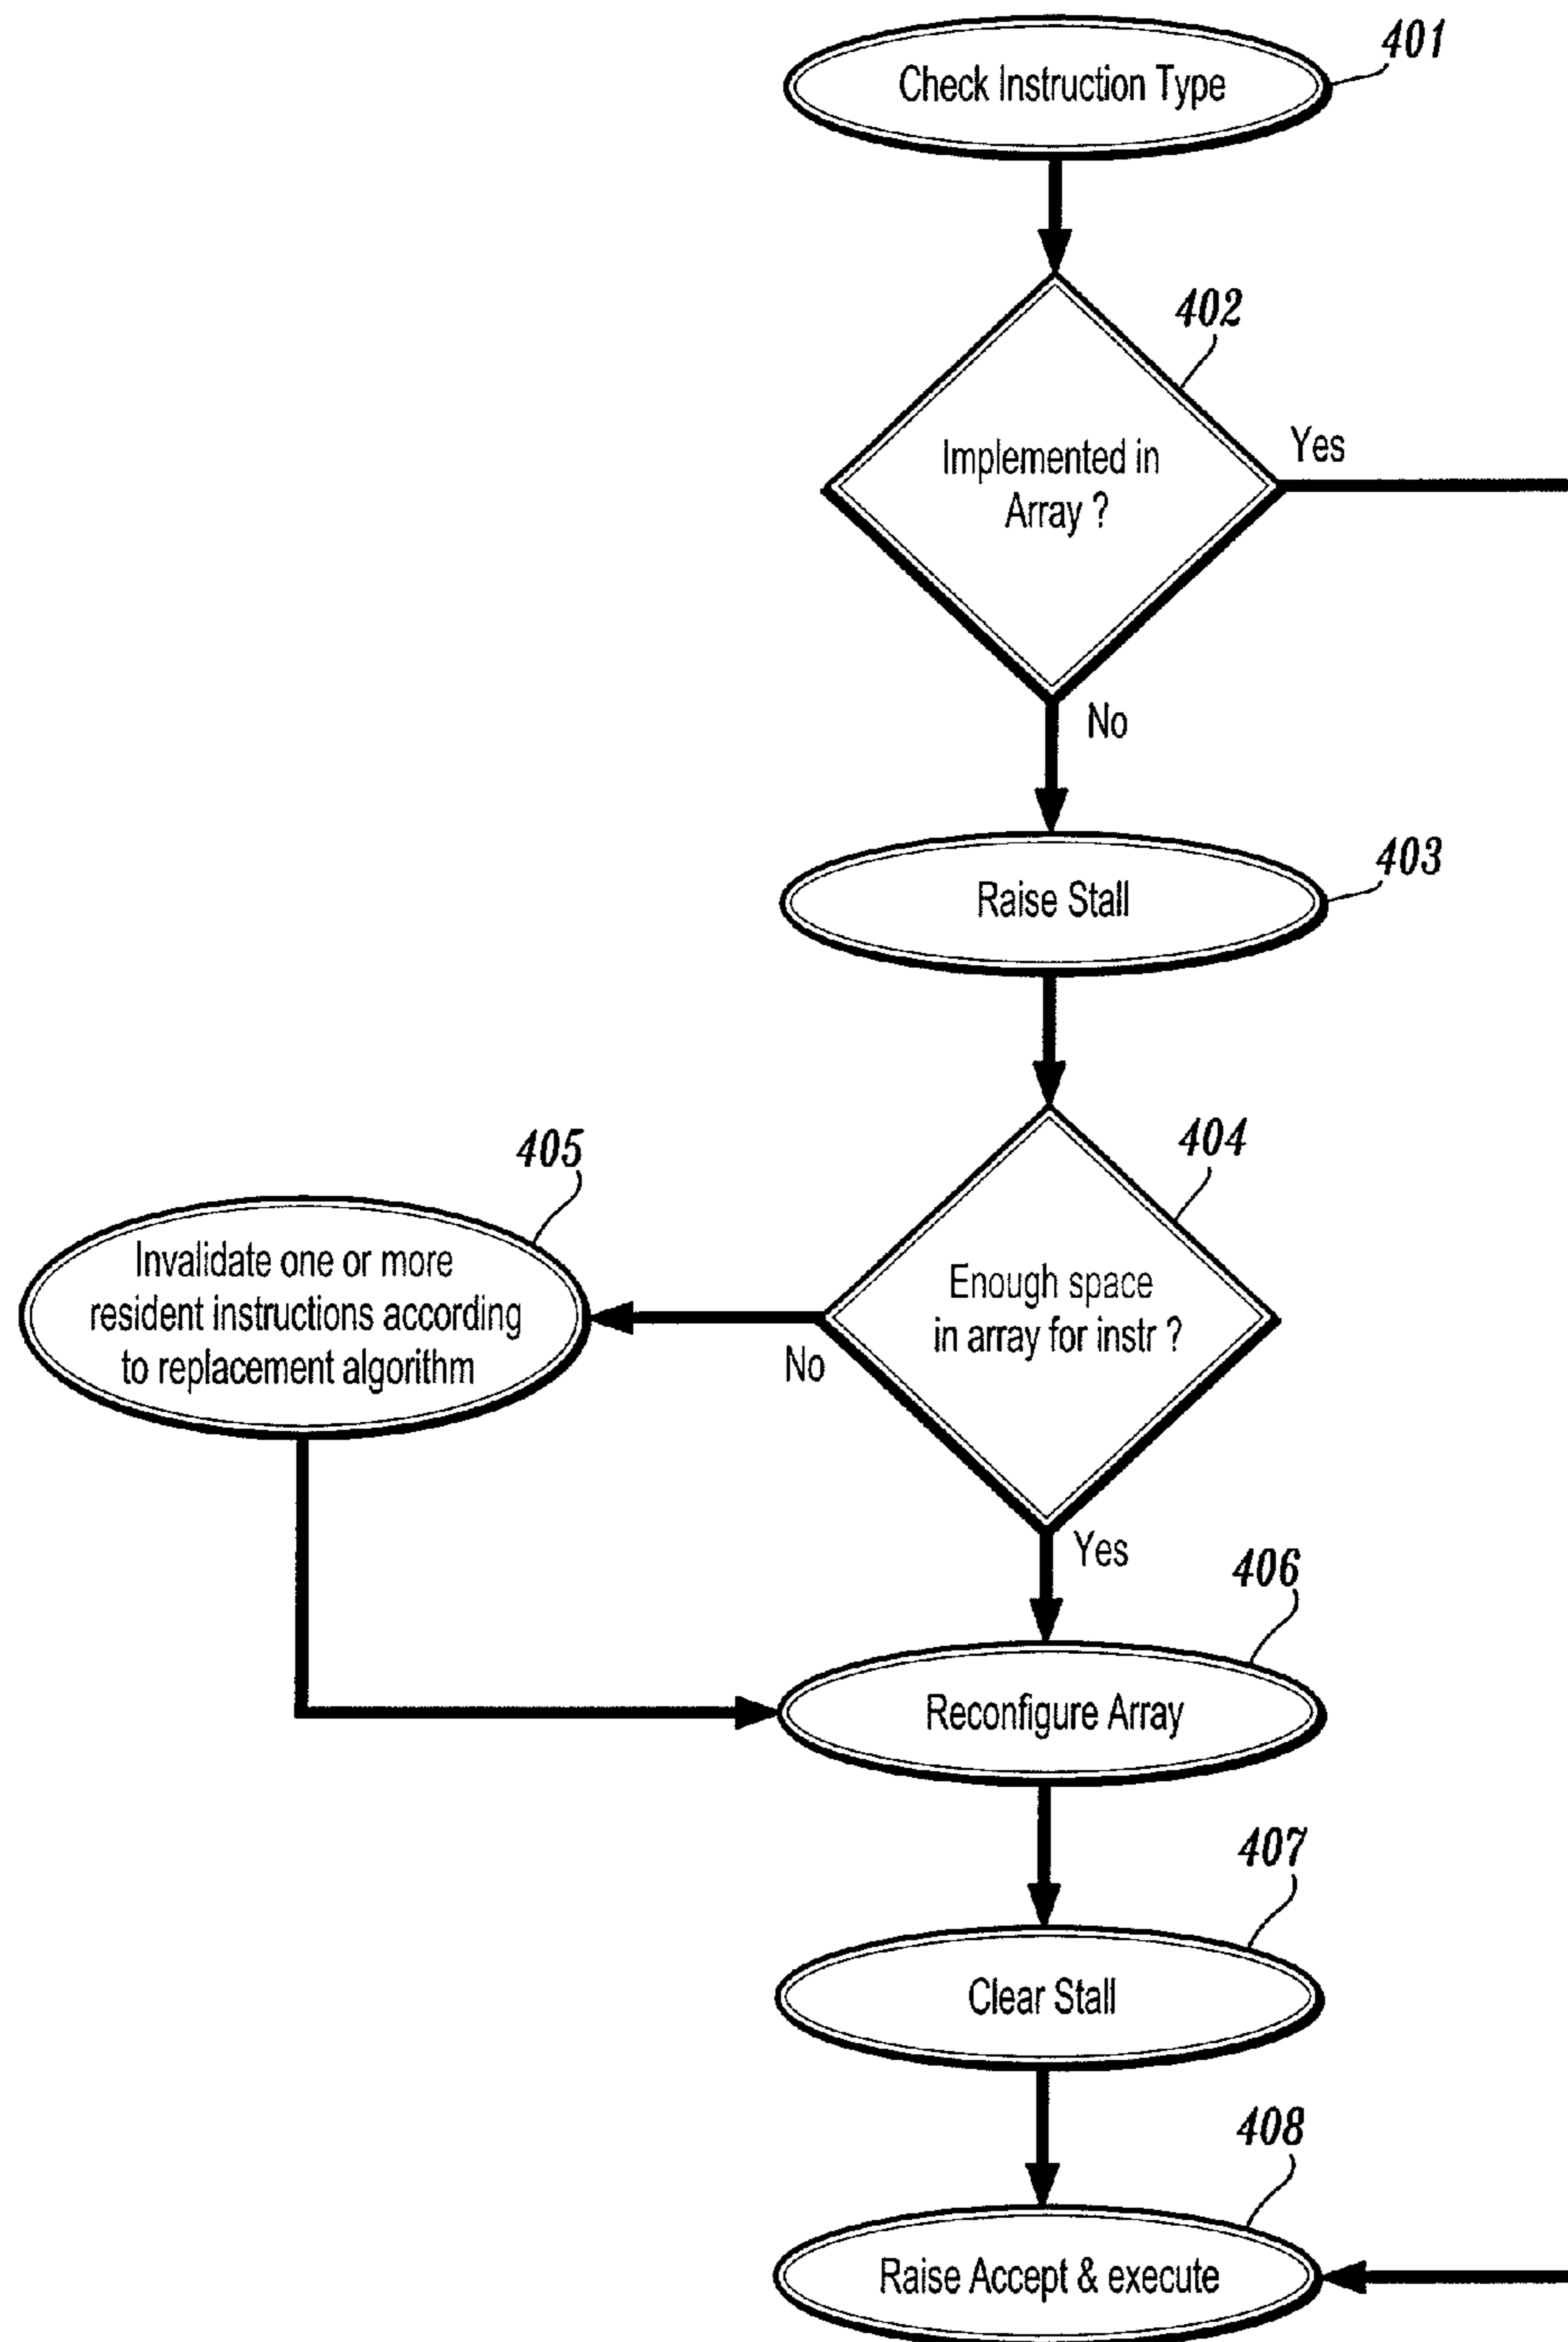 401
Check Instruction Type
402
Implemented in
Array ?
Yes
No
403
Raise Stall
404
405
Enough space
in array for instr ?
No
Invalidate one or more
resident instructions according
to replacement algorithm
Yes
406
Reconfigure Array
407
Clear Stall
408
Raise Accept & execute